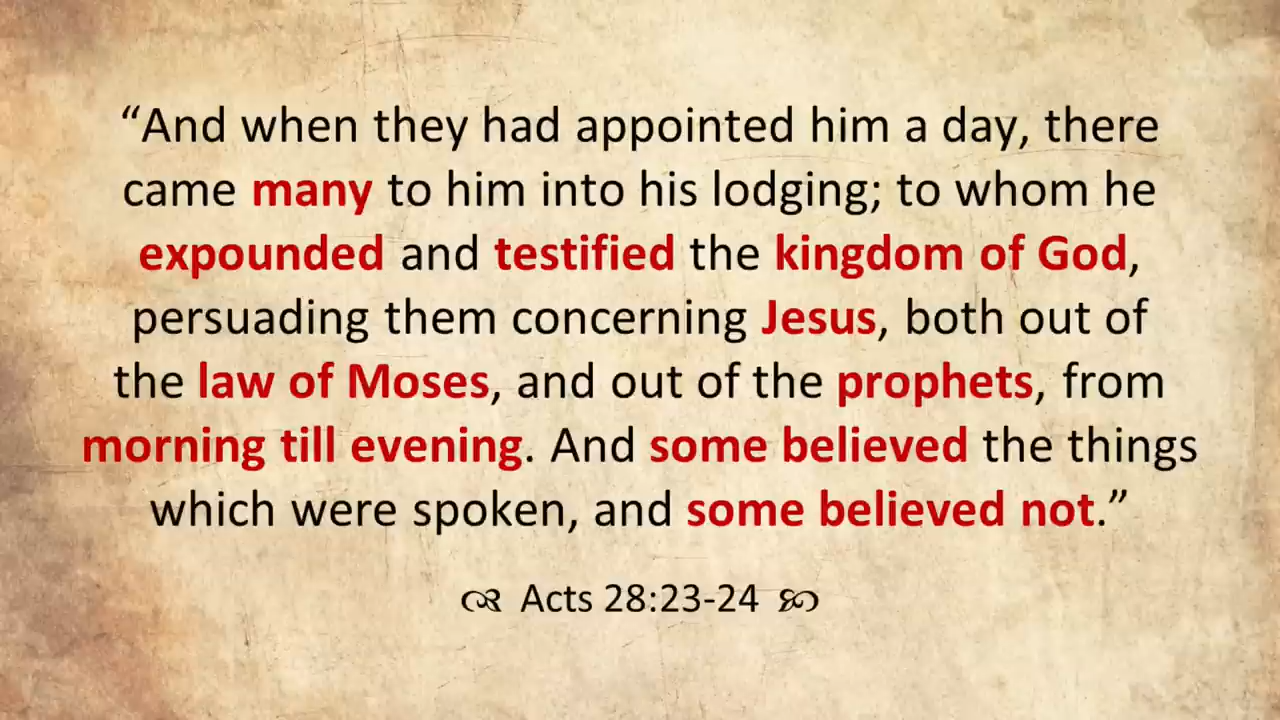 “And when they had appointed him a day, there
came many to him into his lodging; to whom he
expounded and testified the kingdom of God,
persuading them concerning Jesus, both out of
the law of Moses, and out of the prophets, from
morning till evening. And some believed the things
which were spoken, and some believed not.”
Acts 28:23-24